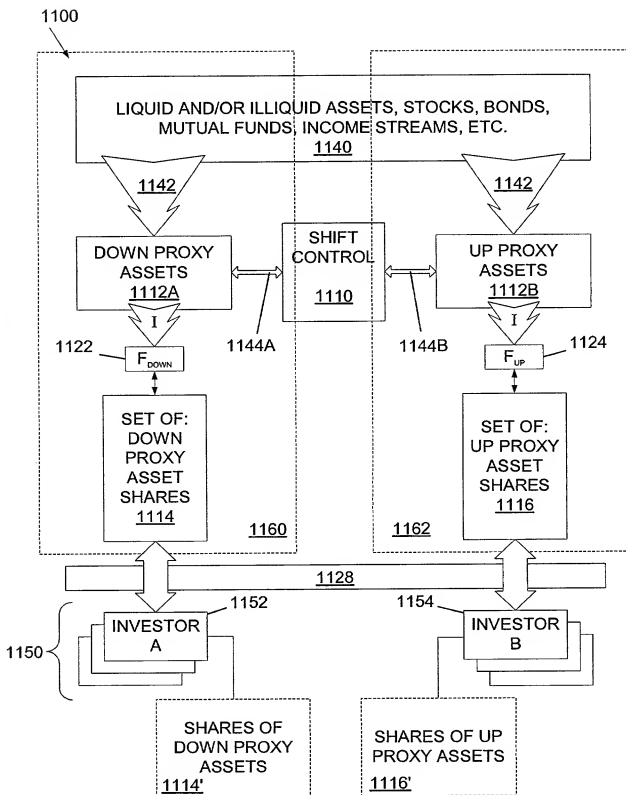 1100
LIQUID AND/OR ILLIQUID ASSETS, STOCKS, BONDS,
MUTUAL FUNDS, INCOME STREAMS, ETC.
1140
1142
1142
DOWN PROXY
ASSETS
1112A
SHIFT
CONTROL
1110
UP PROXY
ASSETS
1112B
1144A
1144B
I
I
1122
F DOWN
F UP
1124
SET OF:
DOWN
PROXY
ASSET
SHARES
1114
SET OF:
UP PROXY
ASSET
SHARES
1116
1160
1162
1128
1150
1152
INVESTOR
A
1154
INVESTOR
B
SHARES OF
DOWN PROXY
ASSETS
1114'
SHARES OF UP
PROXY ASSETS
1116'